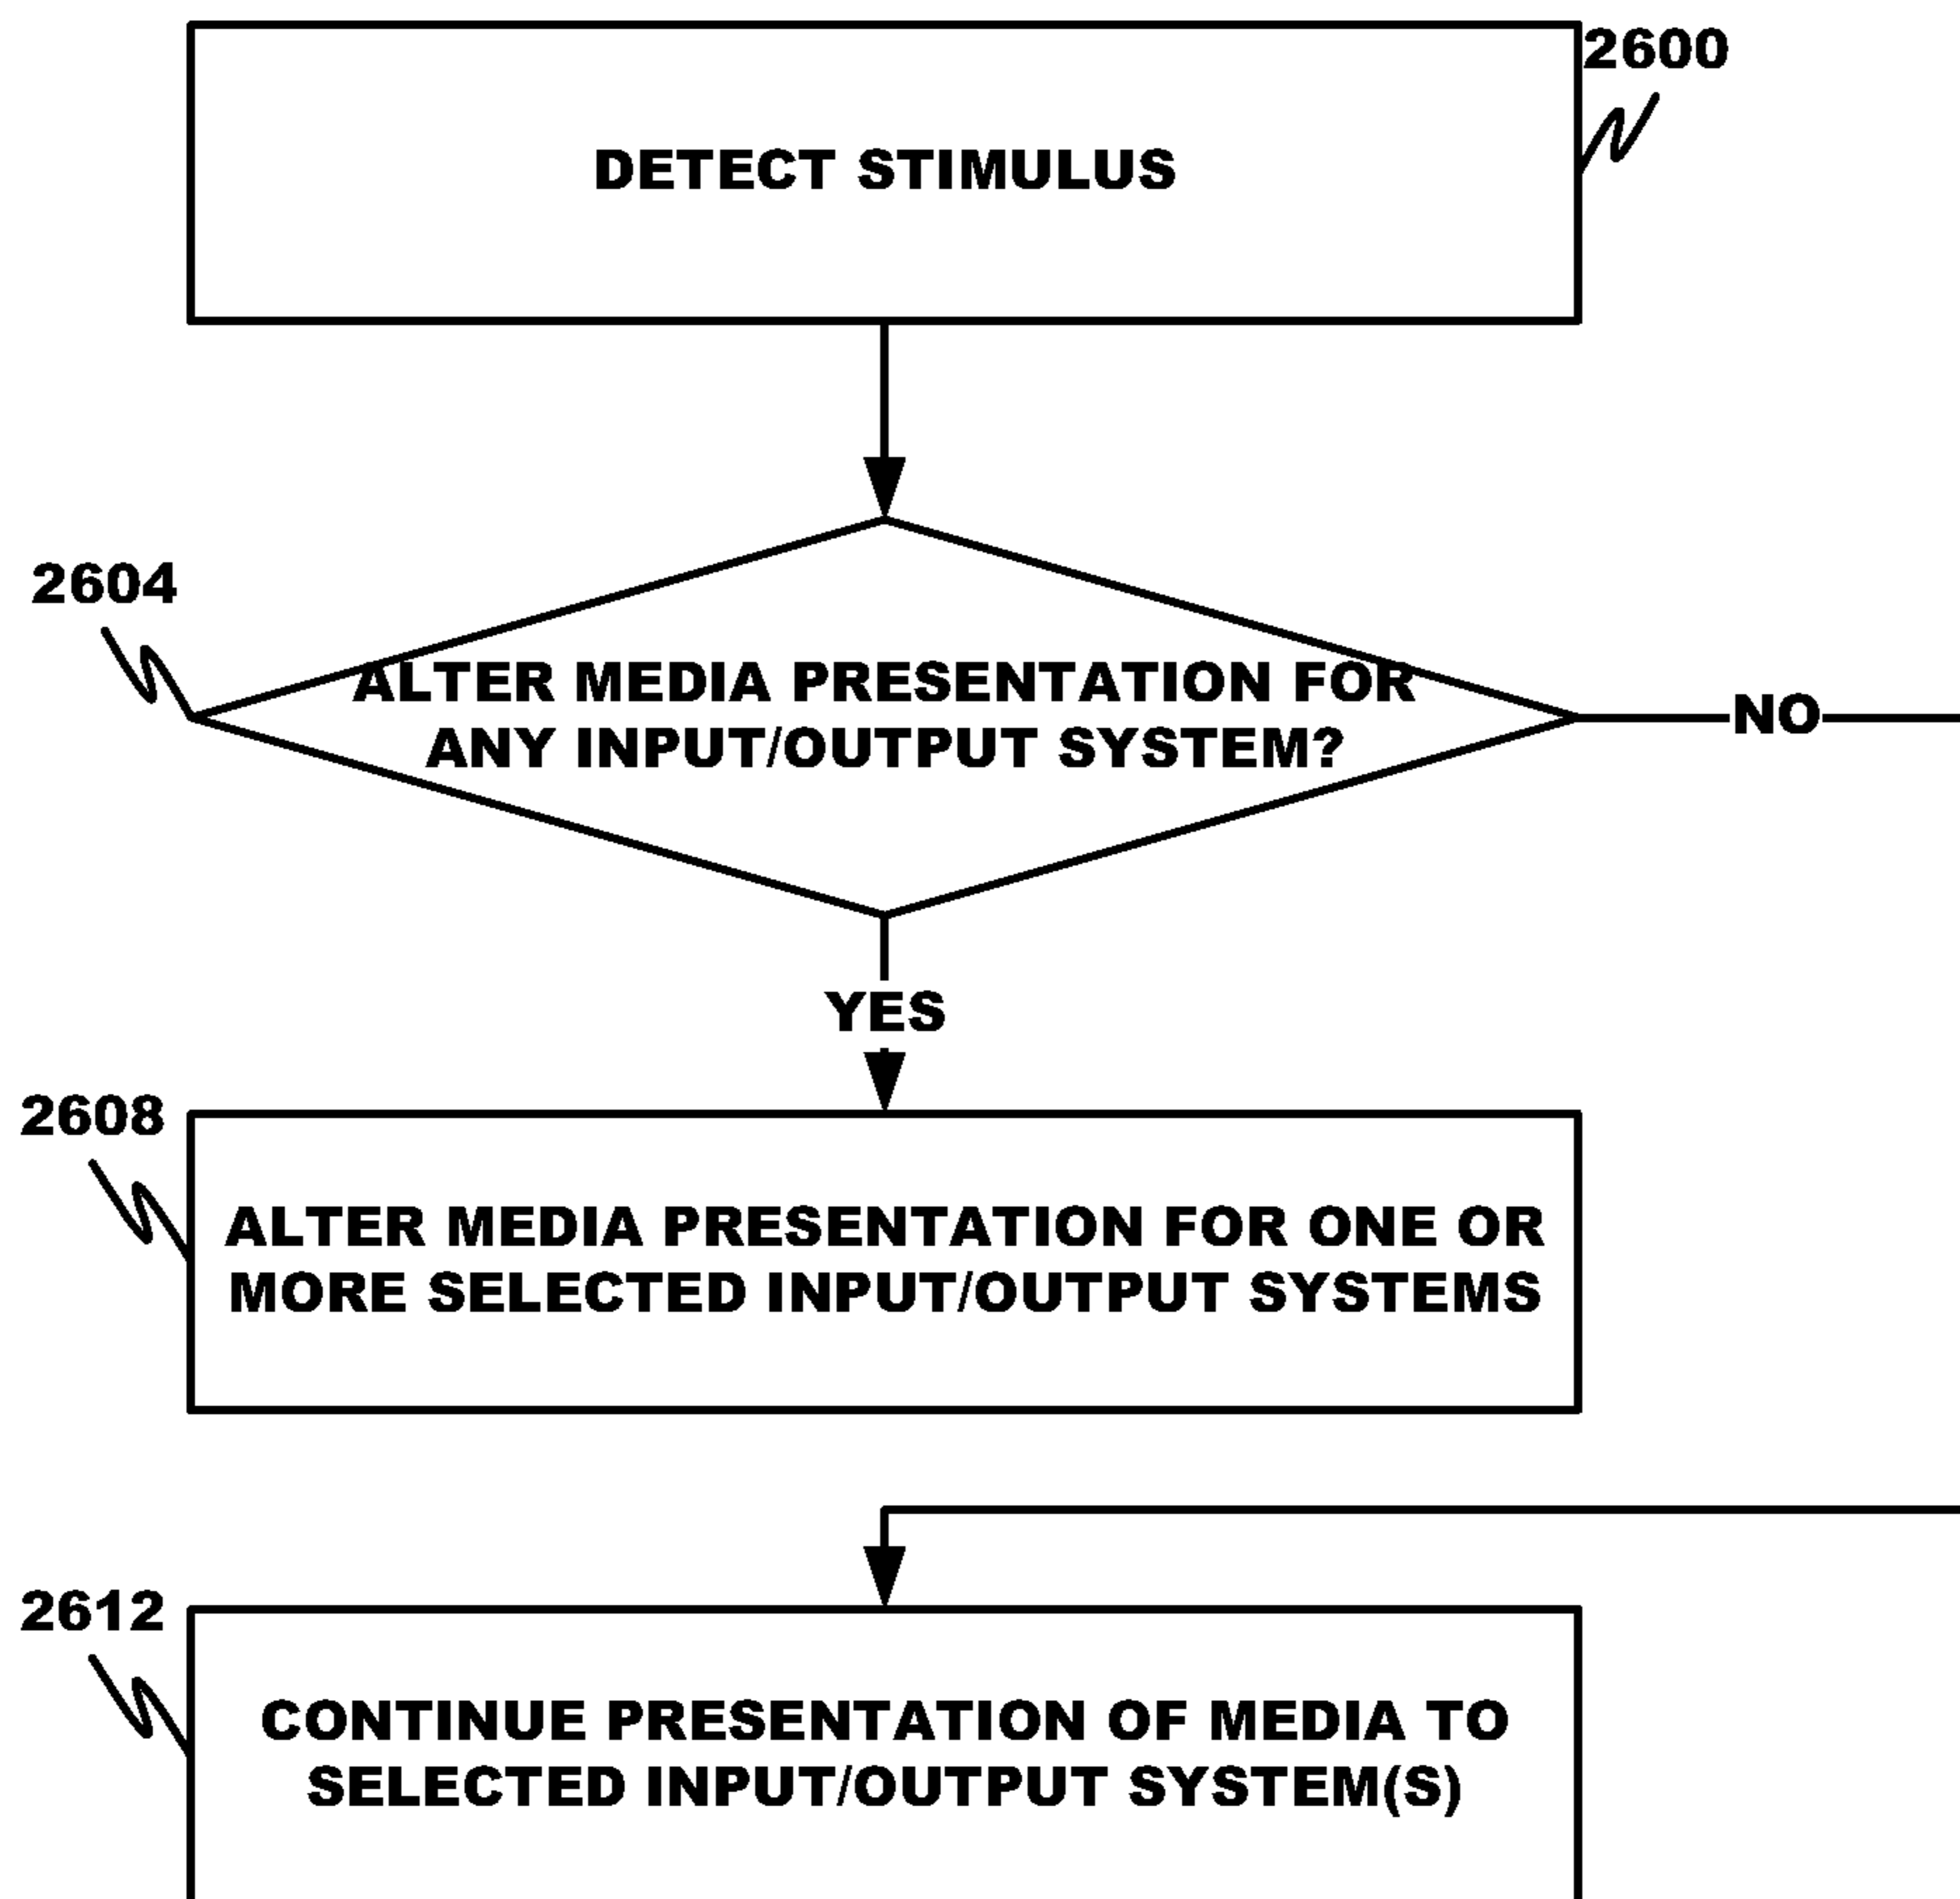 2600
DETECT STIMULUS
2604
ALTER MEDIA PRESENTATION FOR
ANY INPUT/OUTPUT SYSTEM?
NO
YES
2608
ALTER MEDIA PRESENTATION FOR ONE OR
MORE SELECTED INPUT/OUTPUT SYSTEMS
2612
CONTINUE PRESENTATION OF MEDIA TO
SELECTED INPUT/OUTPUT SYSTEM(S)